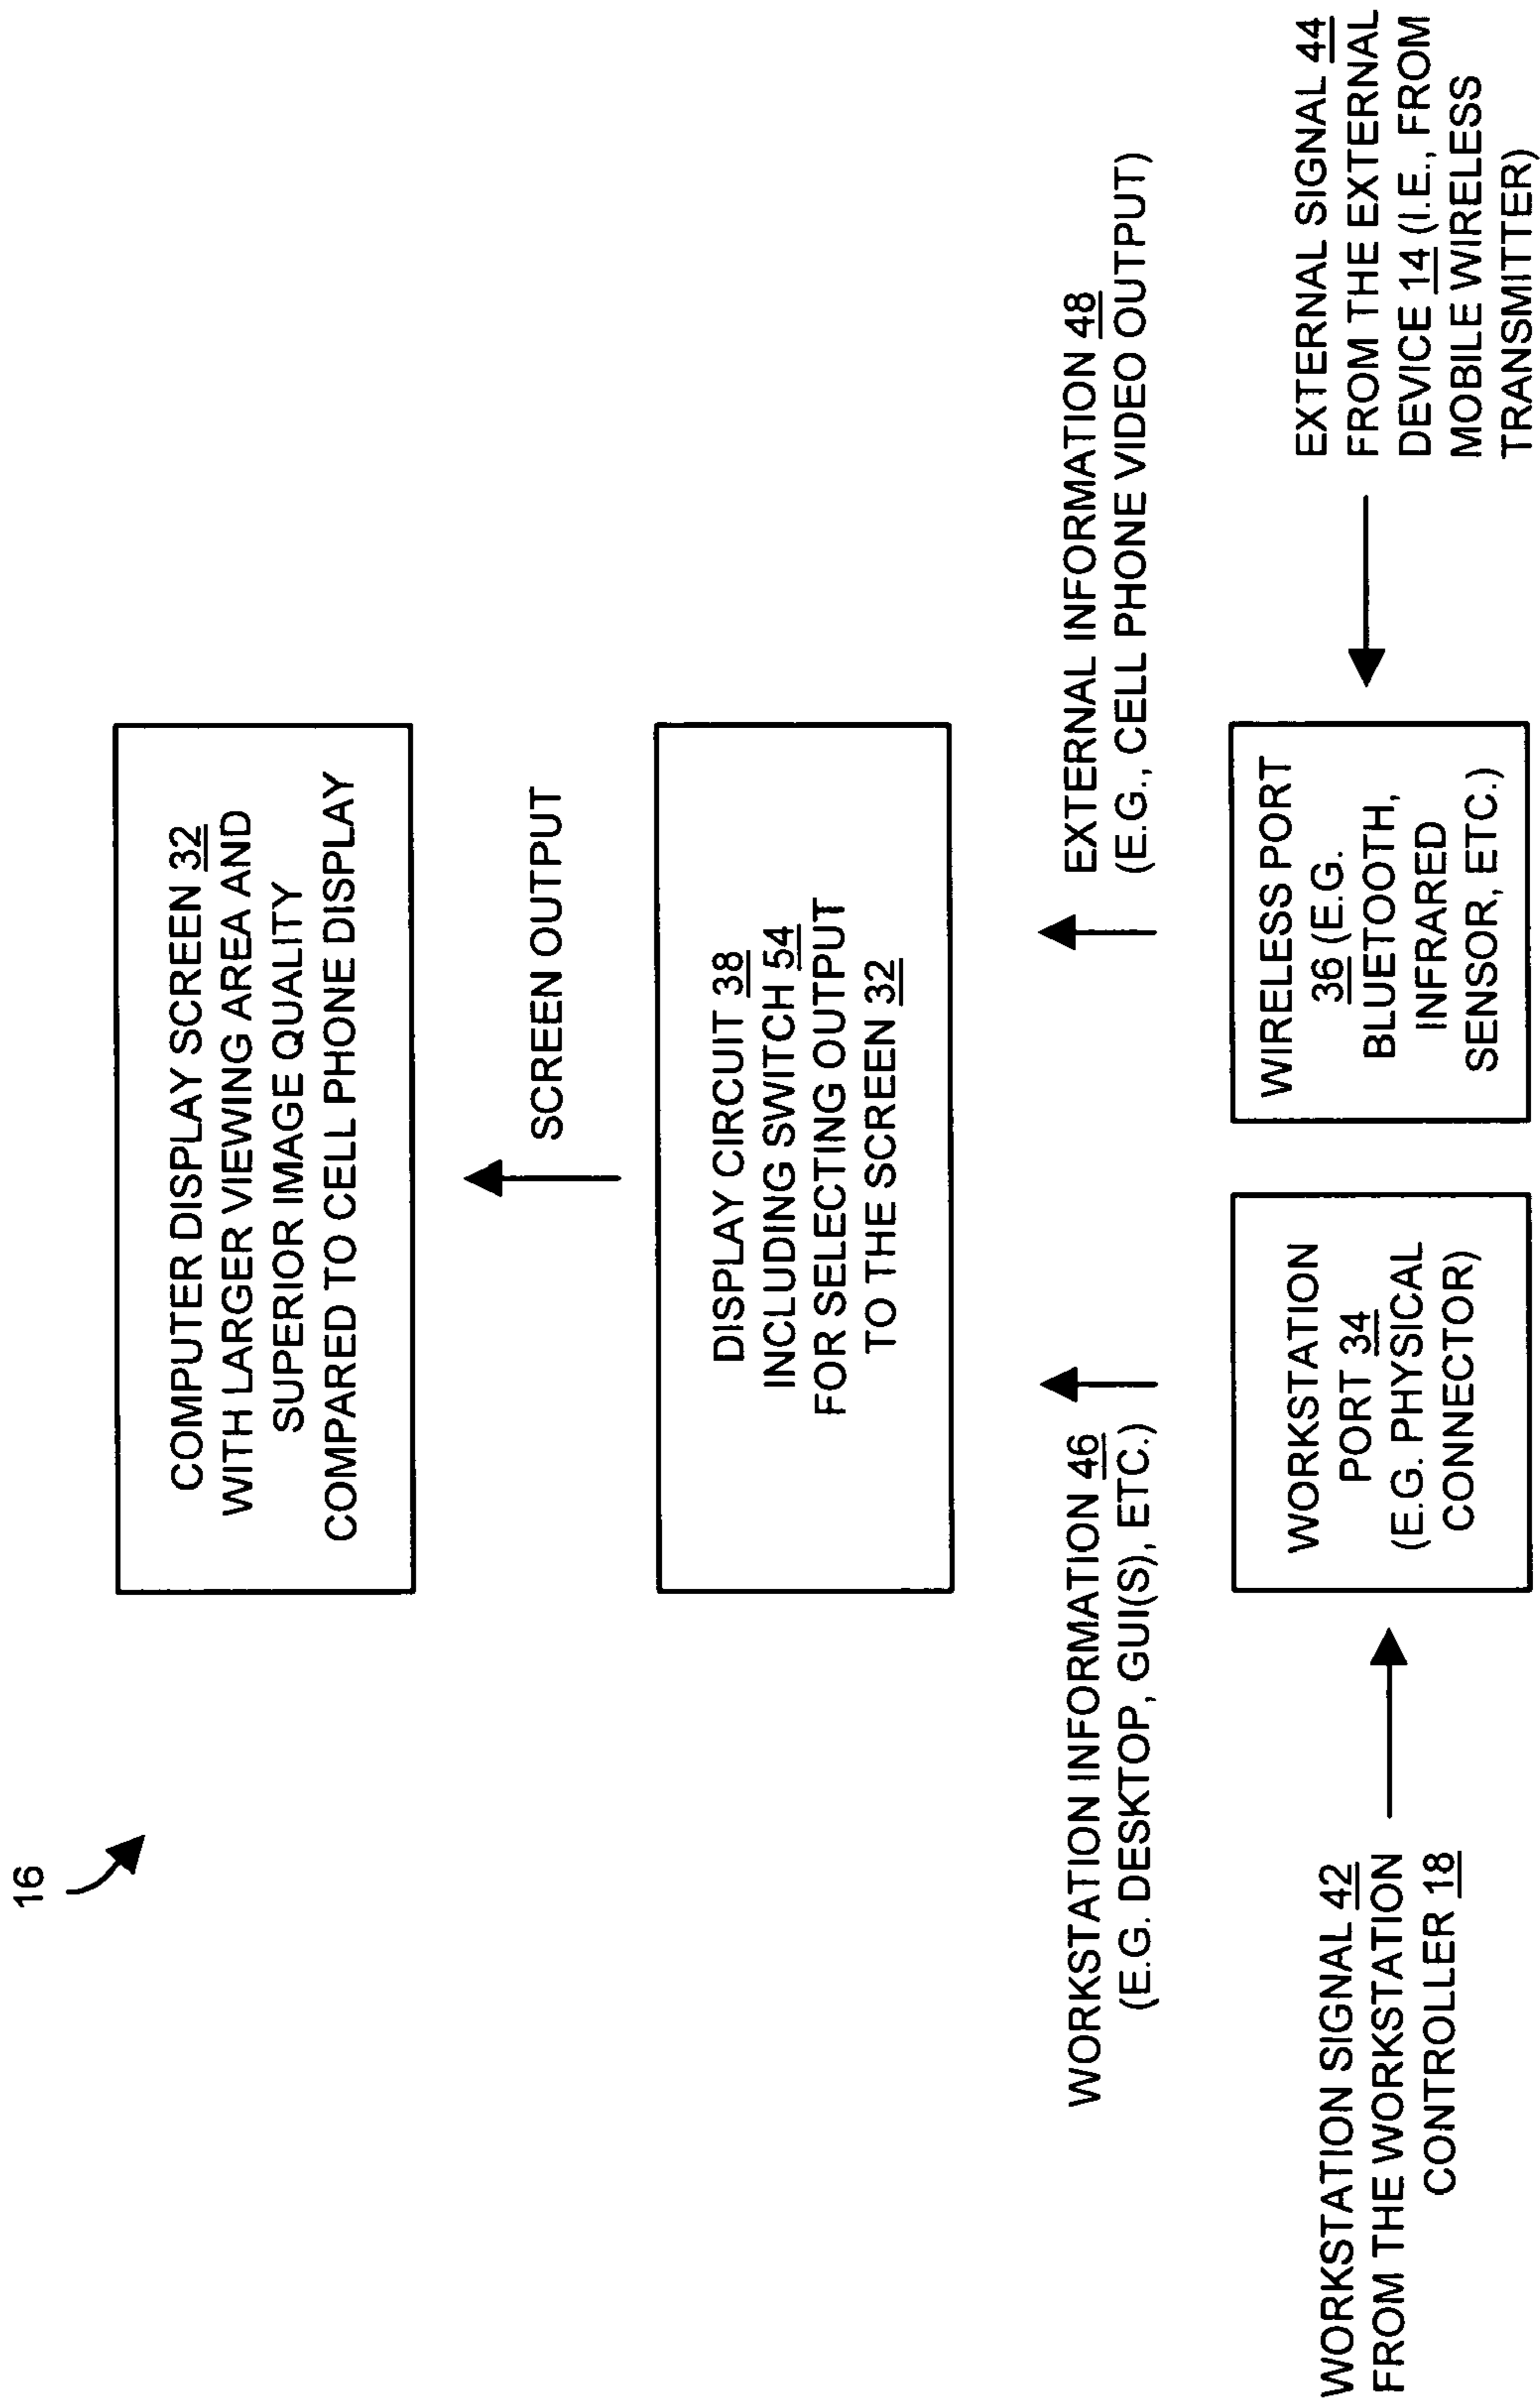 16
COMPUTER DISPLAY SCREEN 32
WITH LARGER VIEWING AREA AND
SUPERIOR IMAGE QUALITY
COMPARED TO CELL PHONE DISPLAY
SCREEN OUTPUT
DISPLAY CIRCUIT 38
INCLUDING SWITCH 54
FOR SELECTING OUTPUT
TO THE SCREEN 32
WORKSTATION INFORMATION 46
(E.G. DESKTOP, GUI(S), ETC.)
EXTERNAL INFORMATION 48
(E.G., CELL PHONE VIDEO OUTPUT)
WORKSTATION SIGNAL 42
FROM THE WORKSTATION
CONTROLLER 18
WORKSTATION
PORT 34
(E.G. PHYSICAL
CONNECTOR)
WIRELESS PORT
36 (E.G.
BLUETOOTH,
INFRARED
SENSOR, ETC.)
EXTERNAL SIGNAL 44
FROM THE EXTERNAL
DEVICE 14 (I.E., FROM
MOBILE WIRELESS
TRANSMITTER)